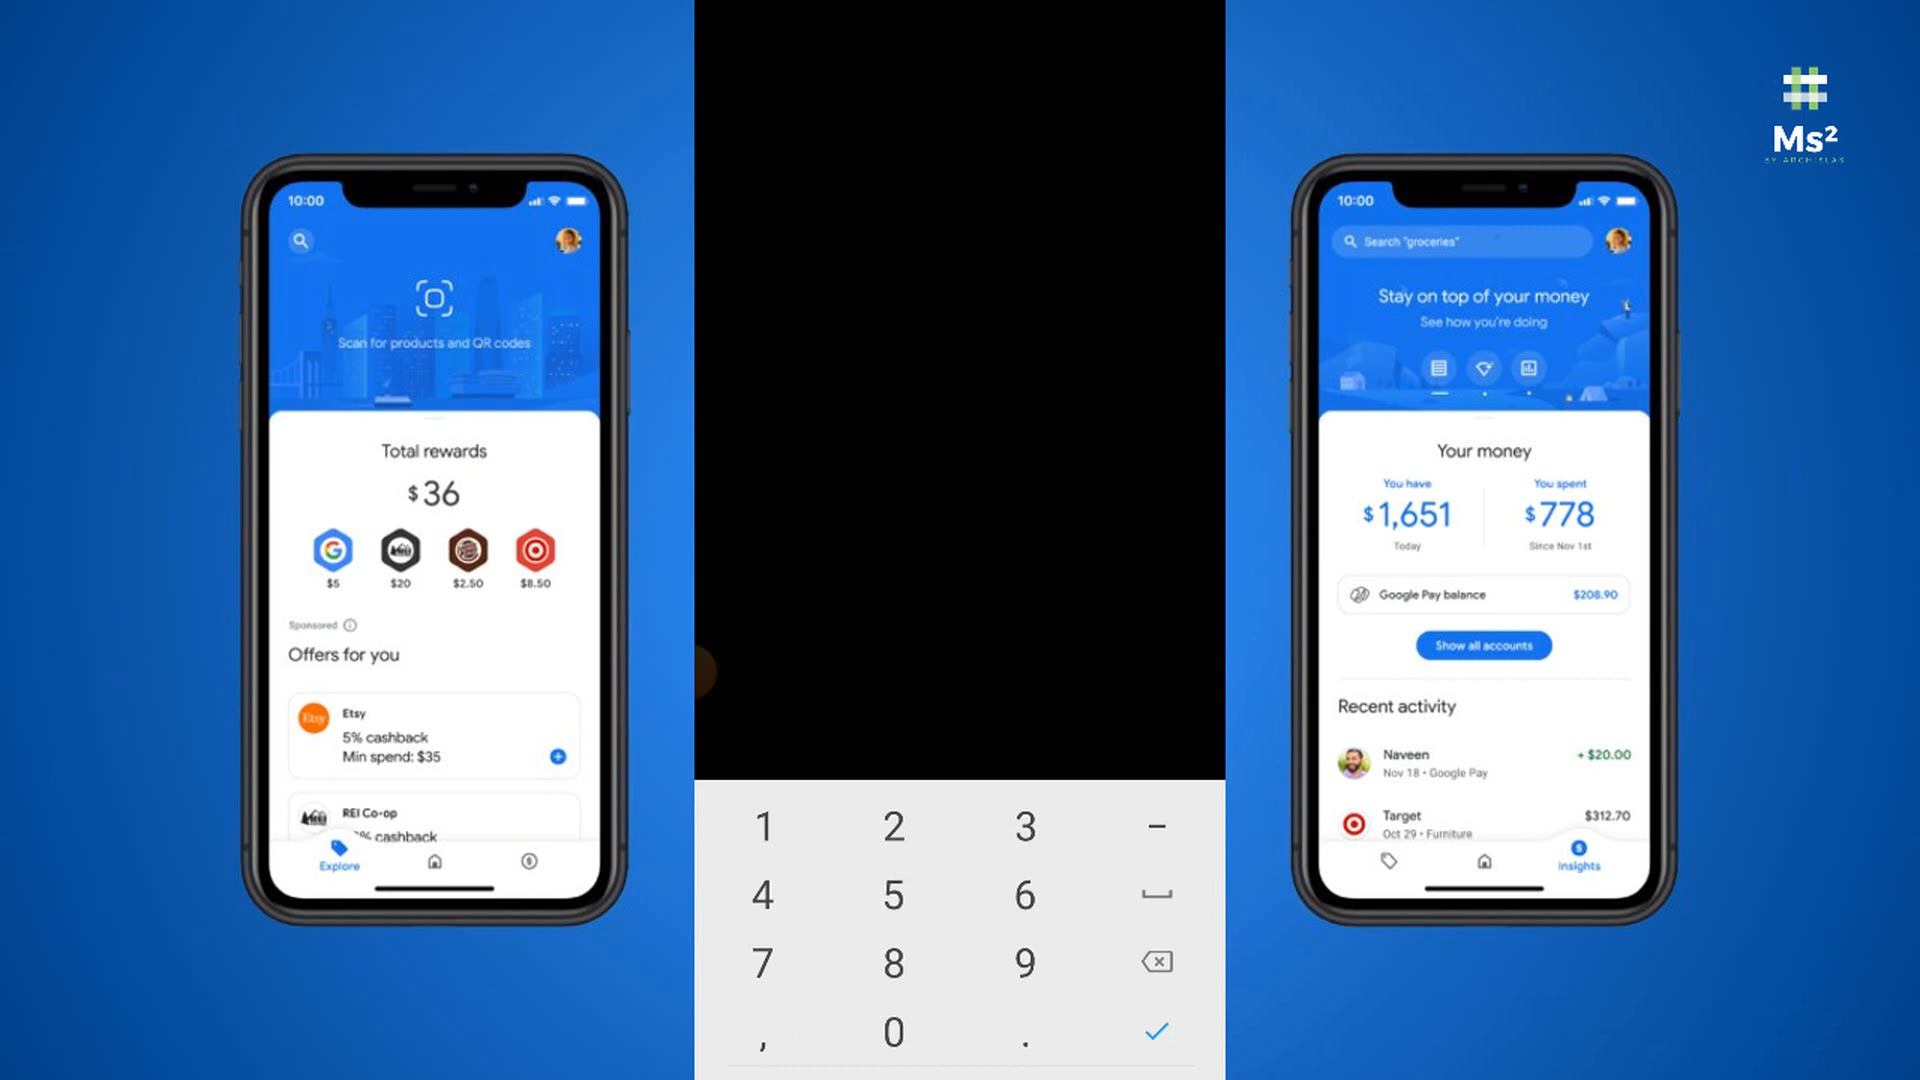 10:00
Scan for products and QR codes
Total rewards
$36
$5
$20
$2.50
$8.50
Sponsored
Offers for you
Etsy
Etsy
5% cashback
Min spend: $35
REI Co-op
% cashback
Explore
1 2 3 –
4 5 6
7 8 9
, 0 .
10:00
Search "groceries"
Stay on top of your money
See how you're doing
Your money
You have
$1,651
Today
You spent
$778
Since Nov 1st
Google Pay balance
$208.90
Show all accounts
Recent activity
Naveen
+ $20.00
Nov 18 • Google Pay
Target
$312.70
Oct 29 • Furniture
Insights
Ms²
BY ARCHISLAS